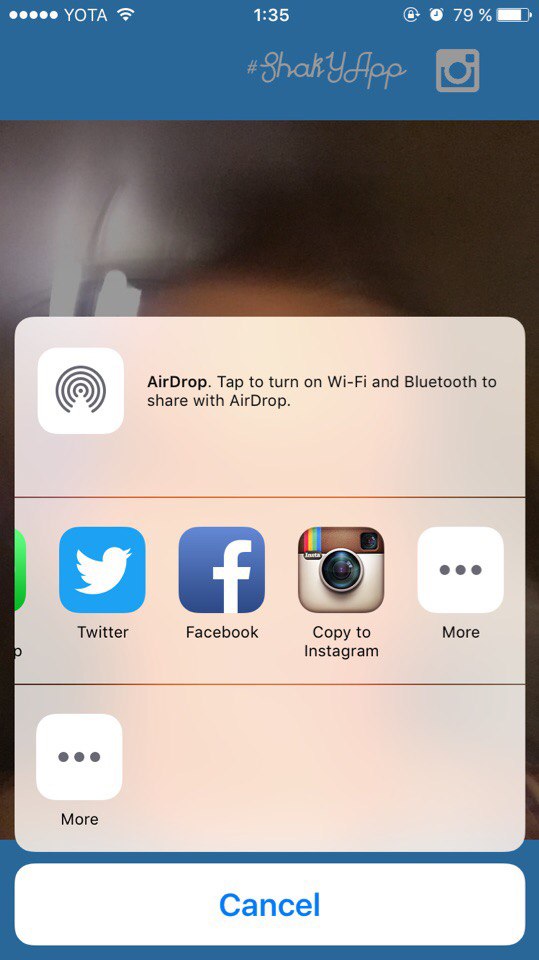 YOTA 1:35 79 %
#ShakYApp
AirDrop. Tap to turn on Wi-Fi and Bluetooth to
share with AirDrop.
p Twitter Facebook Copy to More
Instagram
Insta
More
Cancel